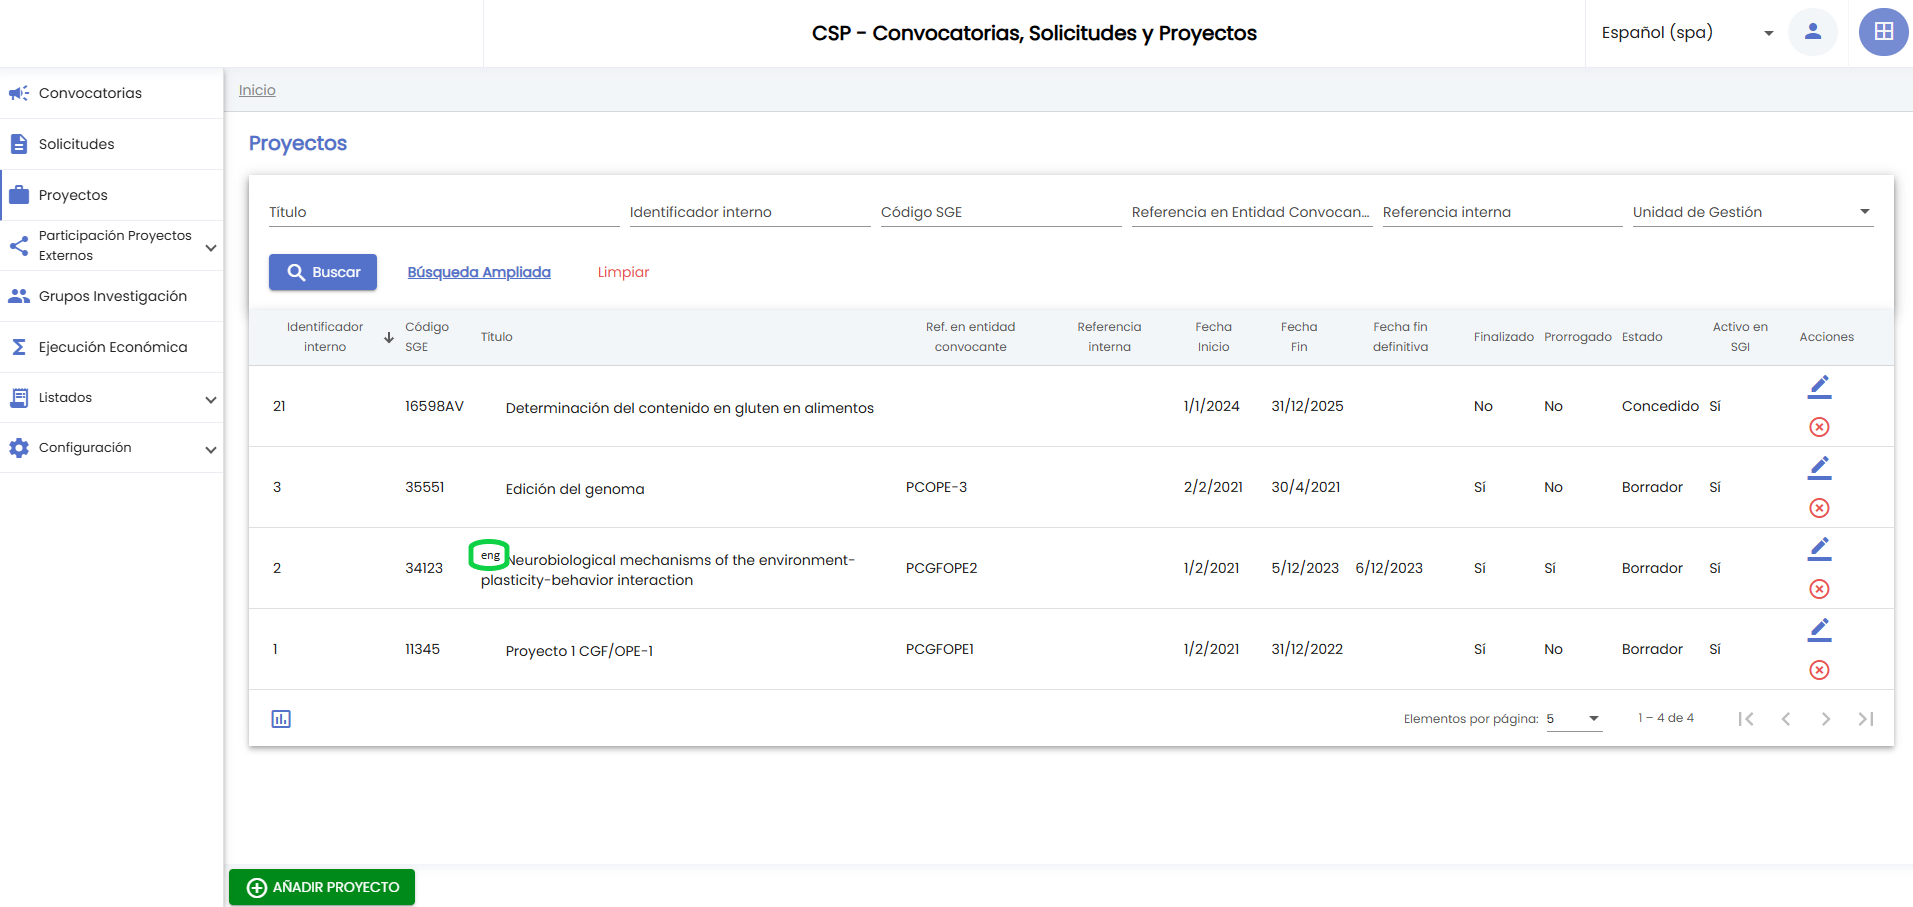 CSP - Convocatorias, Solicitudes y Proyectos
Español (spa)
Convocatorias
Solicitudes
Proyectos
Participación Proyectos
Externos
Grupos Investigación
Ejecución Económica
Listados
Configuración
Inicio
Proyectos
Título
Identificador interno
Código SGE
Referencia en Entidad Convocan...
Referencia interna
Unidad de Gestión
Buscar
Búsqueda Ampliada
Limpiar
Identificador
interno
Código
SGE
Título
Ref. en entidad
convocante
Referencia
interna
Fecha
Inicio
Fecha
Fin
Fecha fin
definitiva
Finalizado
Prorrogado
Estado
Activo en
SGI
Acciones
21 16598AV Determinación del contenido en gluten en alimentos 1/1/2024 31/12/2025 No No Concedido Sí
3 35551 Edición del genoma PCOPE-3 2/2/2021 30/4/2021 Sí No Borrador Sí
eng
2 34123 Neurobiological mechanisms of the environment-
plasticity-behavior interaction PCGFOPE2 1/2/2021 5/12/2023 6/12/2023 Sí Sí Borrador Sí
1 11345 Proyecto 1 CGF/OPE-1 PCGFOPE1 1/2/2021 31/12/2022 Sí No Borrador Sí
Elementos por página: 5
1 – 4 de 4
AÑADIR PROYECTO